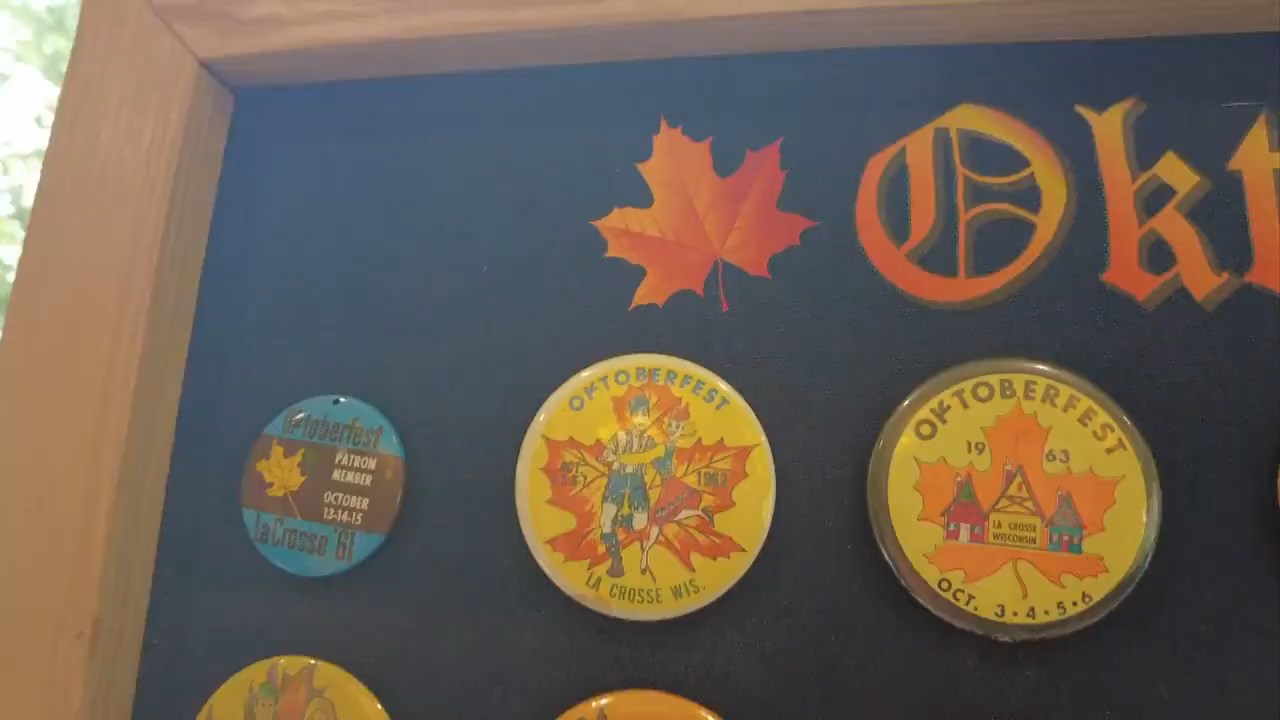 Okt
Oktoberfest
PATRON
MEMBER
OCTOBER
13-14-15
LaCrosse '61
OKTOBERFEST
OCT.
1962
LA CROSSE WIS.
OKTOBERFEST
19 63
LA CROSSE
WISCONSIN
OCT. 3·4·5·6